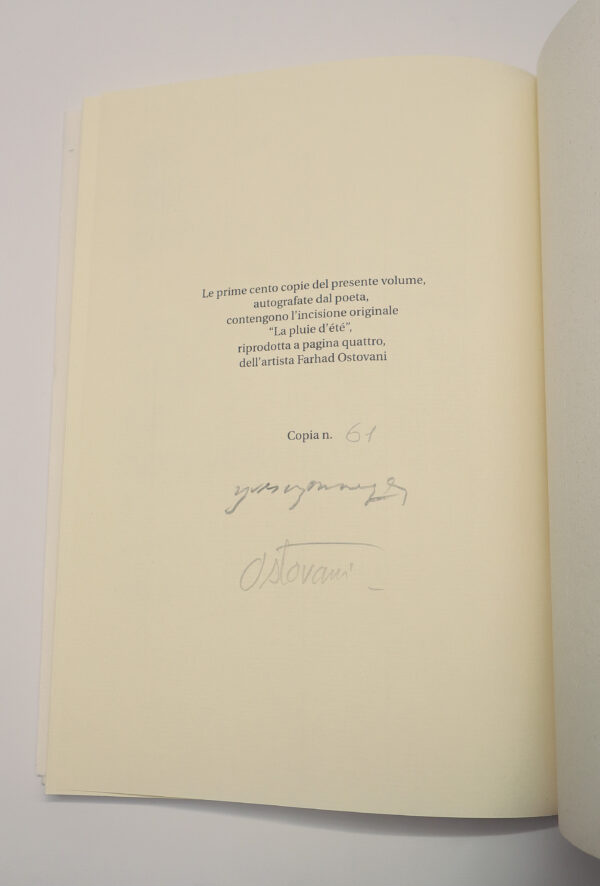 Le prime cento copie del presente volume,
autografate dal poeta,
contengono l'incisione originale
“La pluie d'été”,
riprodotta a pagina quattro,
dell'artista Farhad Ostovani
Copia n. 61
Ostovani